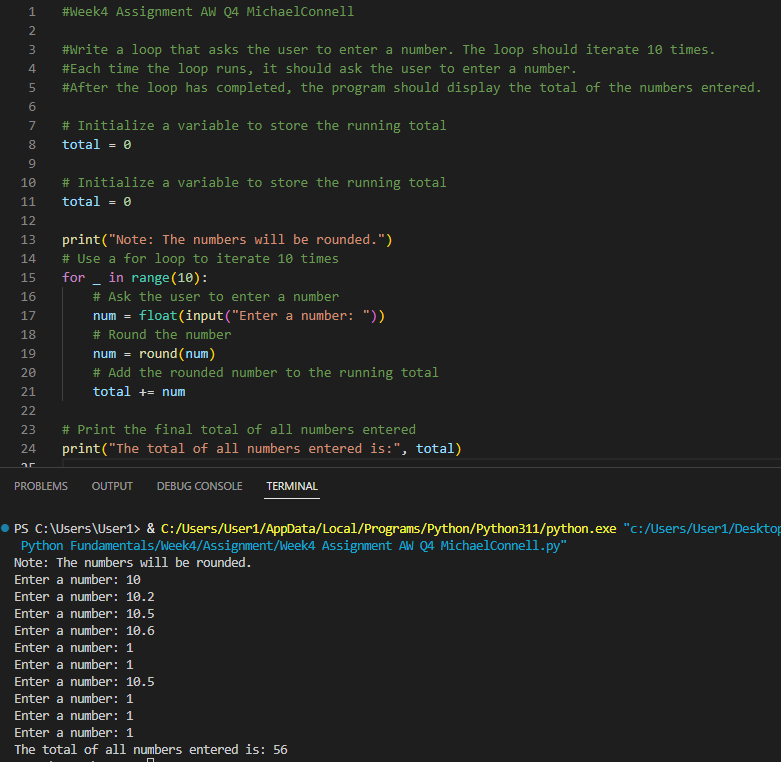 1 #Week4 Assignment AW Q4 MichaelConnell
2
3 #Write a loop that asks the user to enter a number. The loop should iterate 10 times.
4 #Each time the loop runs, it should ask the user to enter a number.
5 #After the loop has completed, the program should display the total of the numbers entered.
6
7 # Initialize a variable to store the running total
8 total = 0
9
10 # Initialize a variable to store the running total
11 total = 0
12
13 print("Note: The numbers will be rounded.")
14 # Use a for loop to iterate 10 times
15 for _ in range(10):
16     # Ask the user to enter a number
17     num = float(input("Enter a number: "))
18     # Round the number
19     num = round(num)
20     # Add the rounded number to the running total
21     total += num
22
23 # Print the final total of all numbers entered
24 print("The total of all numbers entered is:", total)
25
PROBLEMS OUTPUT DEBUG CONSOLE TERMINAL
PS C:\Users\User1> & C:/Users/User1/AppData/Local/Programs/Python/Python311/python.exe "c:/Users/User1/Desktop
Python Fundamentals/Week4/Assignment/Week4 Assignment AW Q4 MichaelConnell.py"
Note: The numbers will be rounded.
Enter a number: 10
Enter a number: 10.2
Enter a number: 10.5
Enter a number: 10.6
Enter a number: 1
Enter a number: 1
Enter a number: 10.5
Enter a number: 1
Enter a number: 1
Enter a number: 1
The total of all numbers entered is: 56